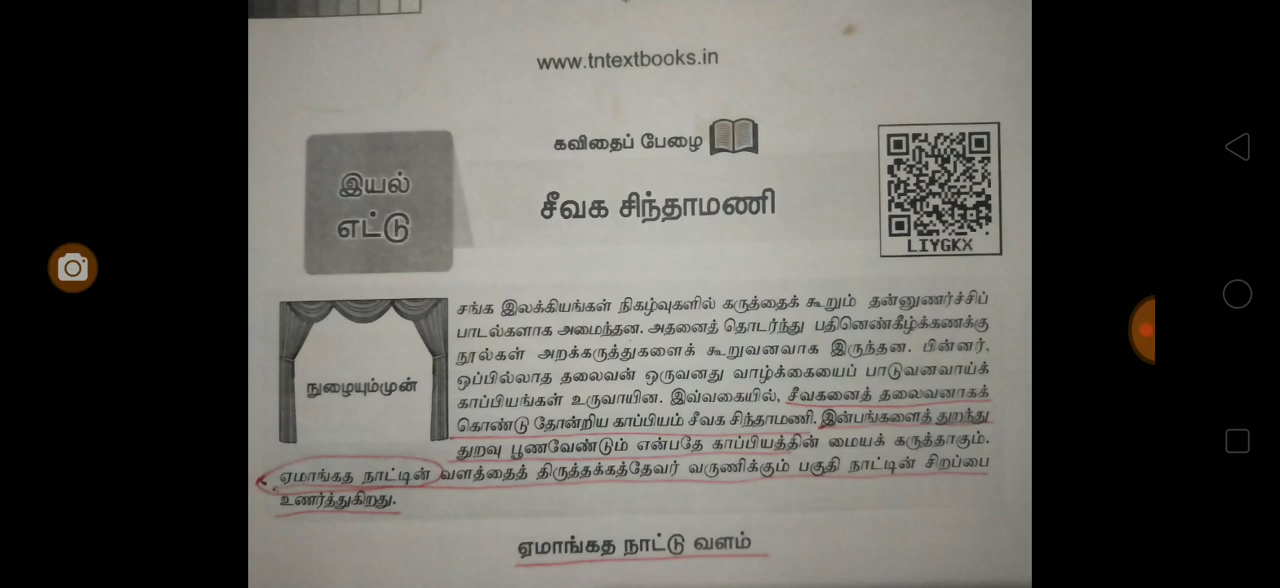 www.tntextbooks.in
கவிதைப் பேழை
இயல்
எட்டு
சீவக சிந்தாமணி
LIYGKX
நுழையும்முன்
சங்க இலக்கியங்கள் நிகழ்வுகளில் கருத்தைக் கூறும் தன்னுணர்ச்சிப்
பாடல்களாக அமைந்தன. அதனைத் தொடர்ந்து பதினெண்கீழ்க்கணக்கு
நூல்கள் அறக்கருத்துகளைக் கூறுவனவாக இருந்தன. பின்னர்,
ஒப்பில்லாத தலைவன் ஒருவனது வாழ்க்கையைப் பாடுவனவாய்க்
காப்பியங்கள் உருவாயின. இவ்வகையில், சீவகனைத் தலைவனாகக்
கொண்டு தோன்றிய காப்பியம் சீவக சிந்தாமணி. இன்பங்களைத் துறந்து
துறவு பூணவேண்டும் என்பதே காப்பியத்தின் மையக் கருத்தாகும்.
ஏமாங்கத நாட்டின் வளத்தைத் திருத்தக்கத்தேவர் வருணிக்கும் பகுதி நாட்டின் சிறப்பை
உணர்த்துகிறது.
ஏமாங்கத நாட்டு வளம்